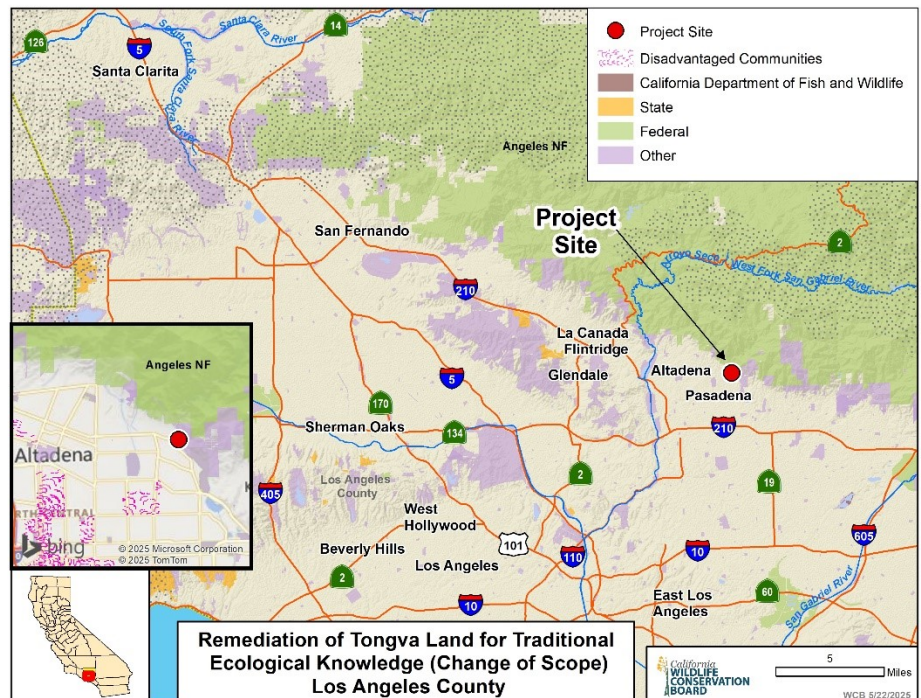 126
5
Santa Clarita
South Fork Santa Clara River
Santa Clara River
14
Project Site
Disadvantaged Communities
California Department of Fish and Wildlife
State
Federal
Other
Angeles NF
San Fernando
Project
Site
2
Arroyo Seco
West Fork San Gabriel River
210
La Canada
Flintridge
Glendale
Altadena
Pasadena
5
170
Sherman Oaks
134
210
2
19
405
Los Angeles
County
West
Hollywood
Beverly Hills
101
Los Angeles
110
10
605
2
10
East Los
Angeles
60
San Gabriel River
Angeles NF
Altadena
bing
© 2025 Microsoft Corporation
© 2025 TomTom
Remediation of Tongva Land for Traditional
Ecological Knowledge (Change of Scope)
Los Angeles County
California
WILDLIFE
CONSERVATION
BOARD
5
Miles
WCB 5/22/2025